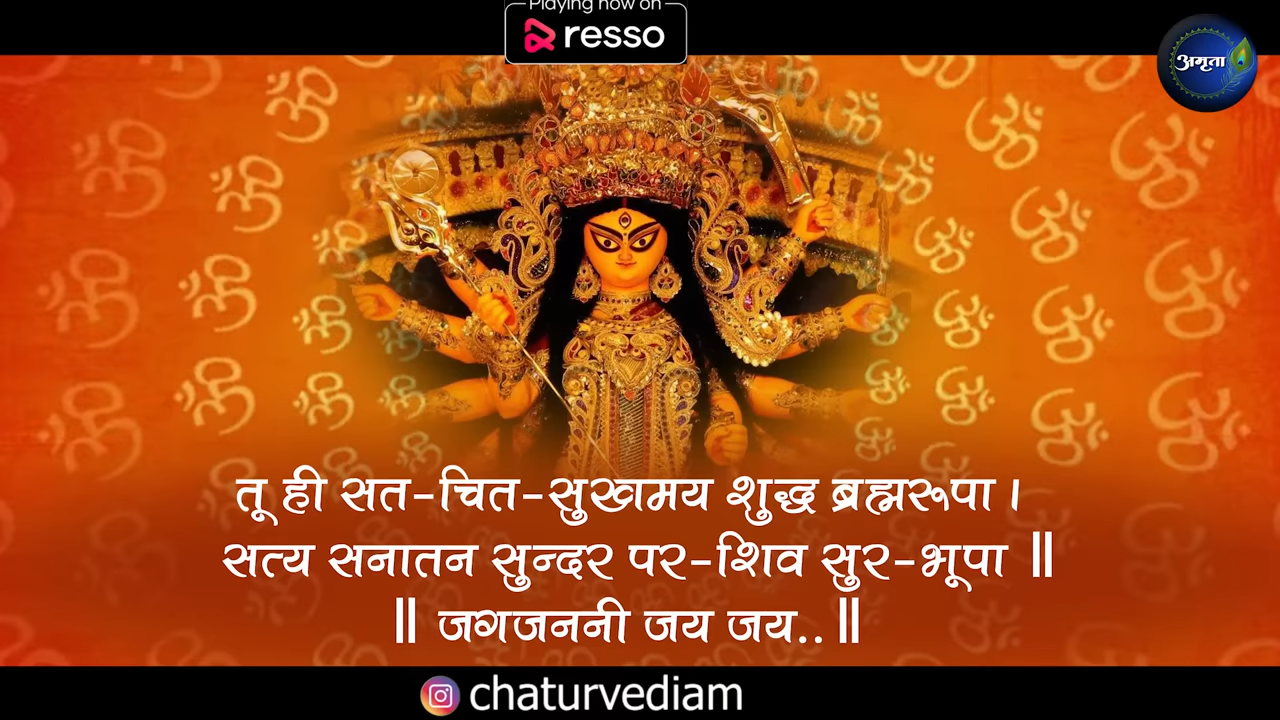 Playing now on
resso
अमृता
तू ही सत-चित-सुखमय शुद्ध ब्रह्मरूपा।
सत्य सनातन सुन्दर पर-शिव सुर-भूपा ॥
॥ जगजननी जय जय..॥
chaturvediam